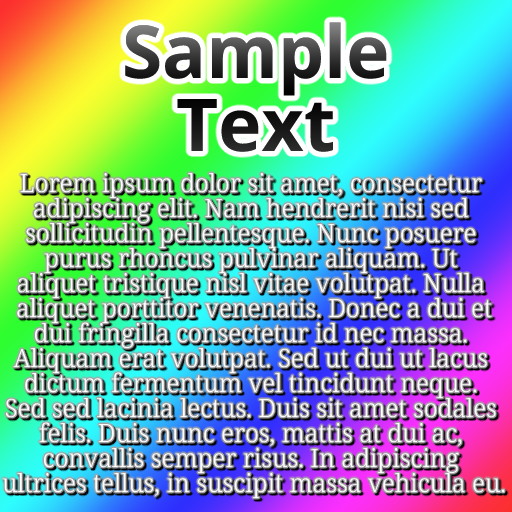 Sample
Text
Lorem ipsum dolor sit amet, consectetur
adipiscing elit. Nam hendrerit nisi sed
sollicitudin pellentesque. Nunc posuere
purus rhoncus pulvinar aliquam. Ut
aliquet tristique nisl vitae volutpat. Nulla
aliquet porttitor venenatis. Donec a dui et
dui fringilla consectetur id nec massa.
Aliquam erat volutpat. Sed ut dui ut lacus
dictum fermentum vel tincidunt neque.
Sed sed lacinia lectus. Duis sit amet sodales
felis. Duis nunc eros, mattis at dui ac,
convallis semper risus. In adipiscing
ultrices tellus, in suscipit massa vehicula eu.